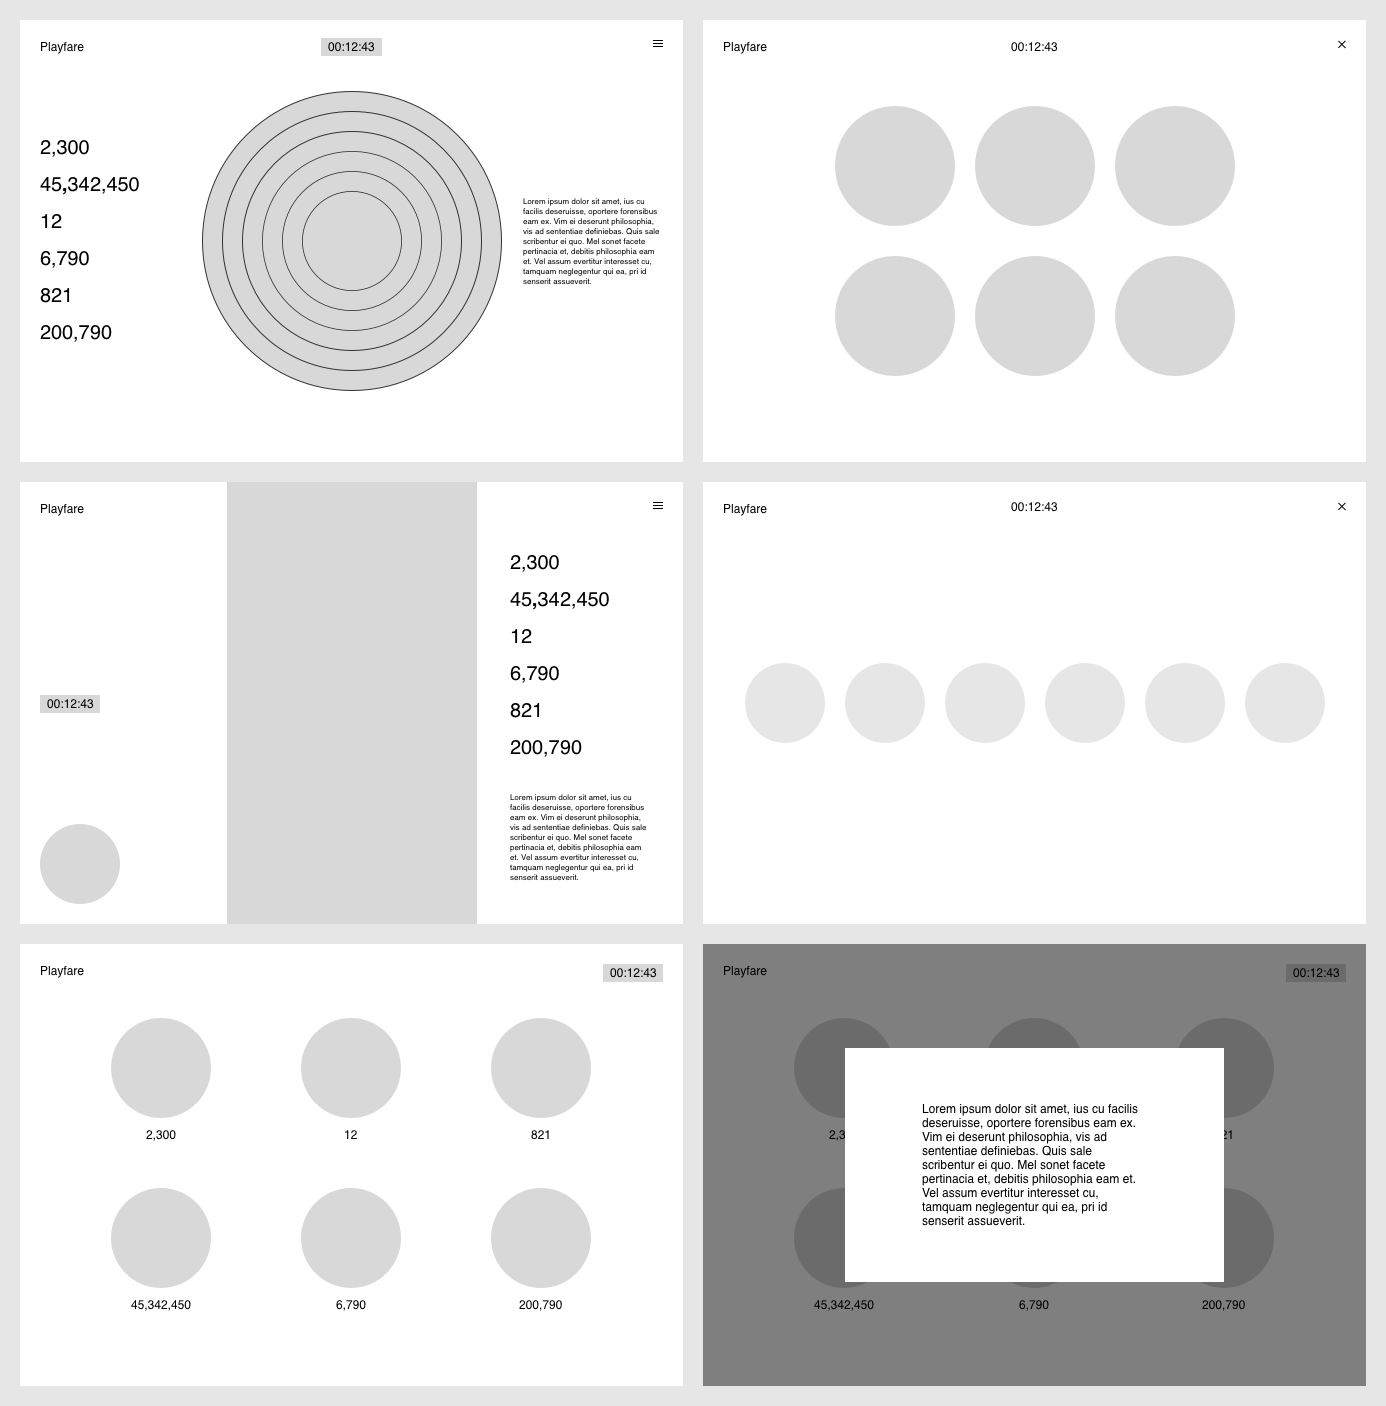 Playfare
00:12:43
2,300
45,342,450
12
6,790
821
200,790
Lorem ipsum dolor sit amet, ius cu
facilis deseruisse, oportere forensibus
eam ex. Vim ei deserunt philosophia,
vis ad sententiae definiebas. Quis sale
scribentur ei quo. Mel sonet facete
pertinacia et, debitis philosophia eam
et. Vel assum evertitur interesset cu,
tamquam neglegentur qui ea, pri id
senserit assueverit.
Playfare
00:12:43
Playfare
00:12:43
2,300
45,342,450
12
6,790
821
200,790
Lorem ipsum dolor sit amet, ius cu
facilis deseruisse, oportere forensibus
eam ex. Vim ei deserunt philosophia,
vis ad sententiae definiebas. Quis sale
scribentur ei quo. Mel sonet facete
pertinacia et, debitis philosophia eam
et. Vel assum evertitur interesset cu,
tamquam neglegentur qui ea, pri id
senserit assueverit.
Playfare
00:12:43
Playfare
00:12:43
2,300
12
821
45,342,450
6,790
200,790
Playfare
00:12:43
2,3
21
Lorem ipsum dolor sit amet, ius cu facilis
deseruisse, oportere forensibus eam ex.
Vim ei deserunt philosophia, vis ad
sententiae definiebas. Quis sale
scribentur ei quo. Mel sonet facete
pertinacia et, debitis philosophia eam et.
Vel assum evertitur interesset cu,
tamquam neglegentur qui ea, pri id
senserit assueverit.
45,342,450
6,790
200,790